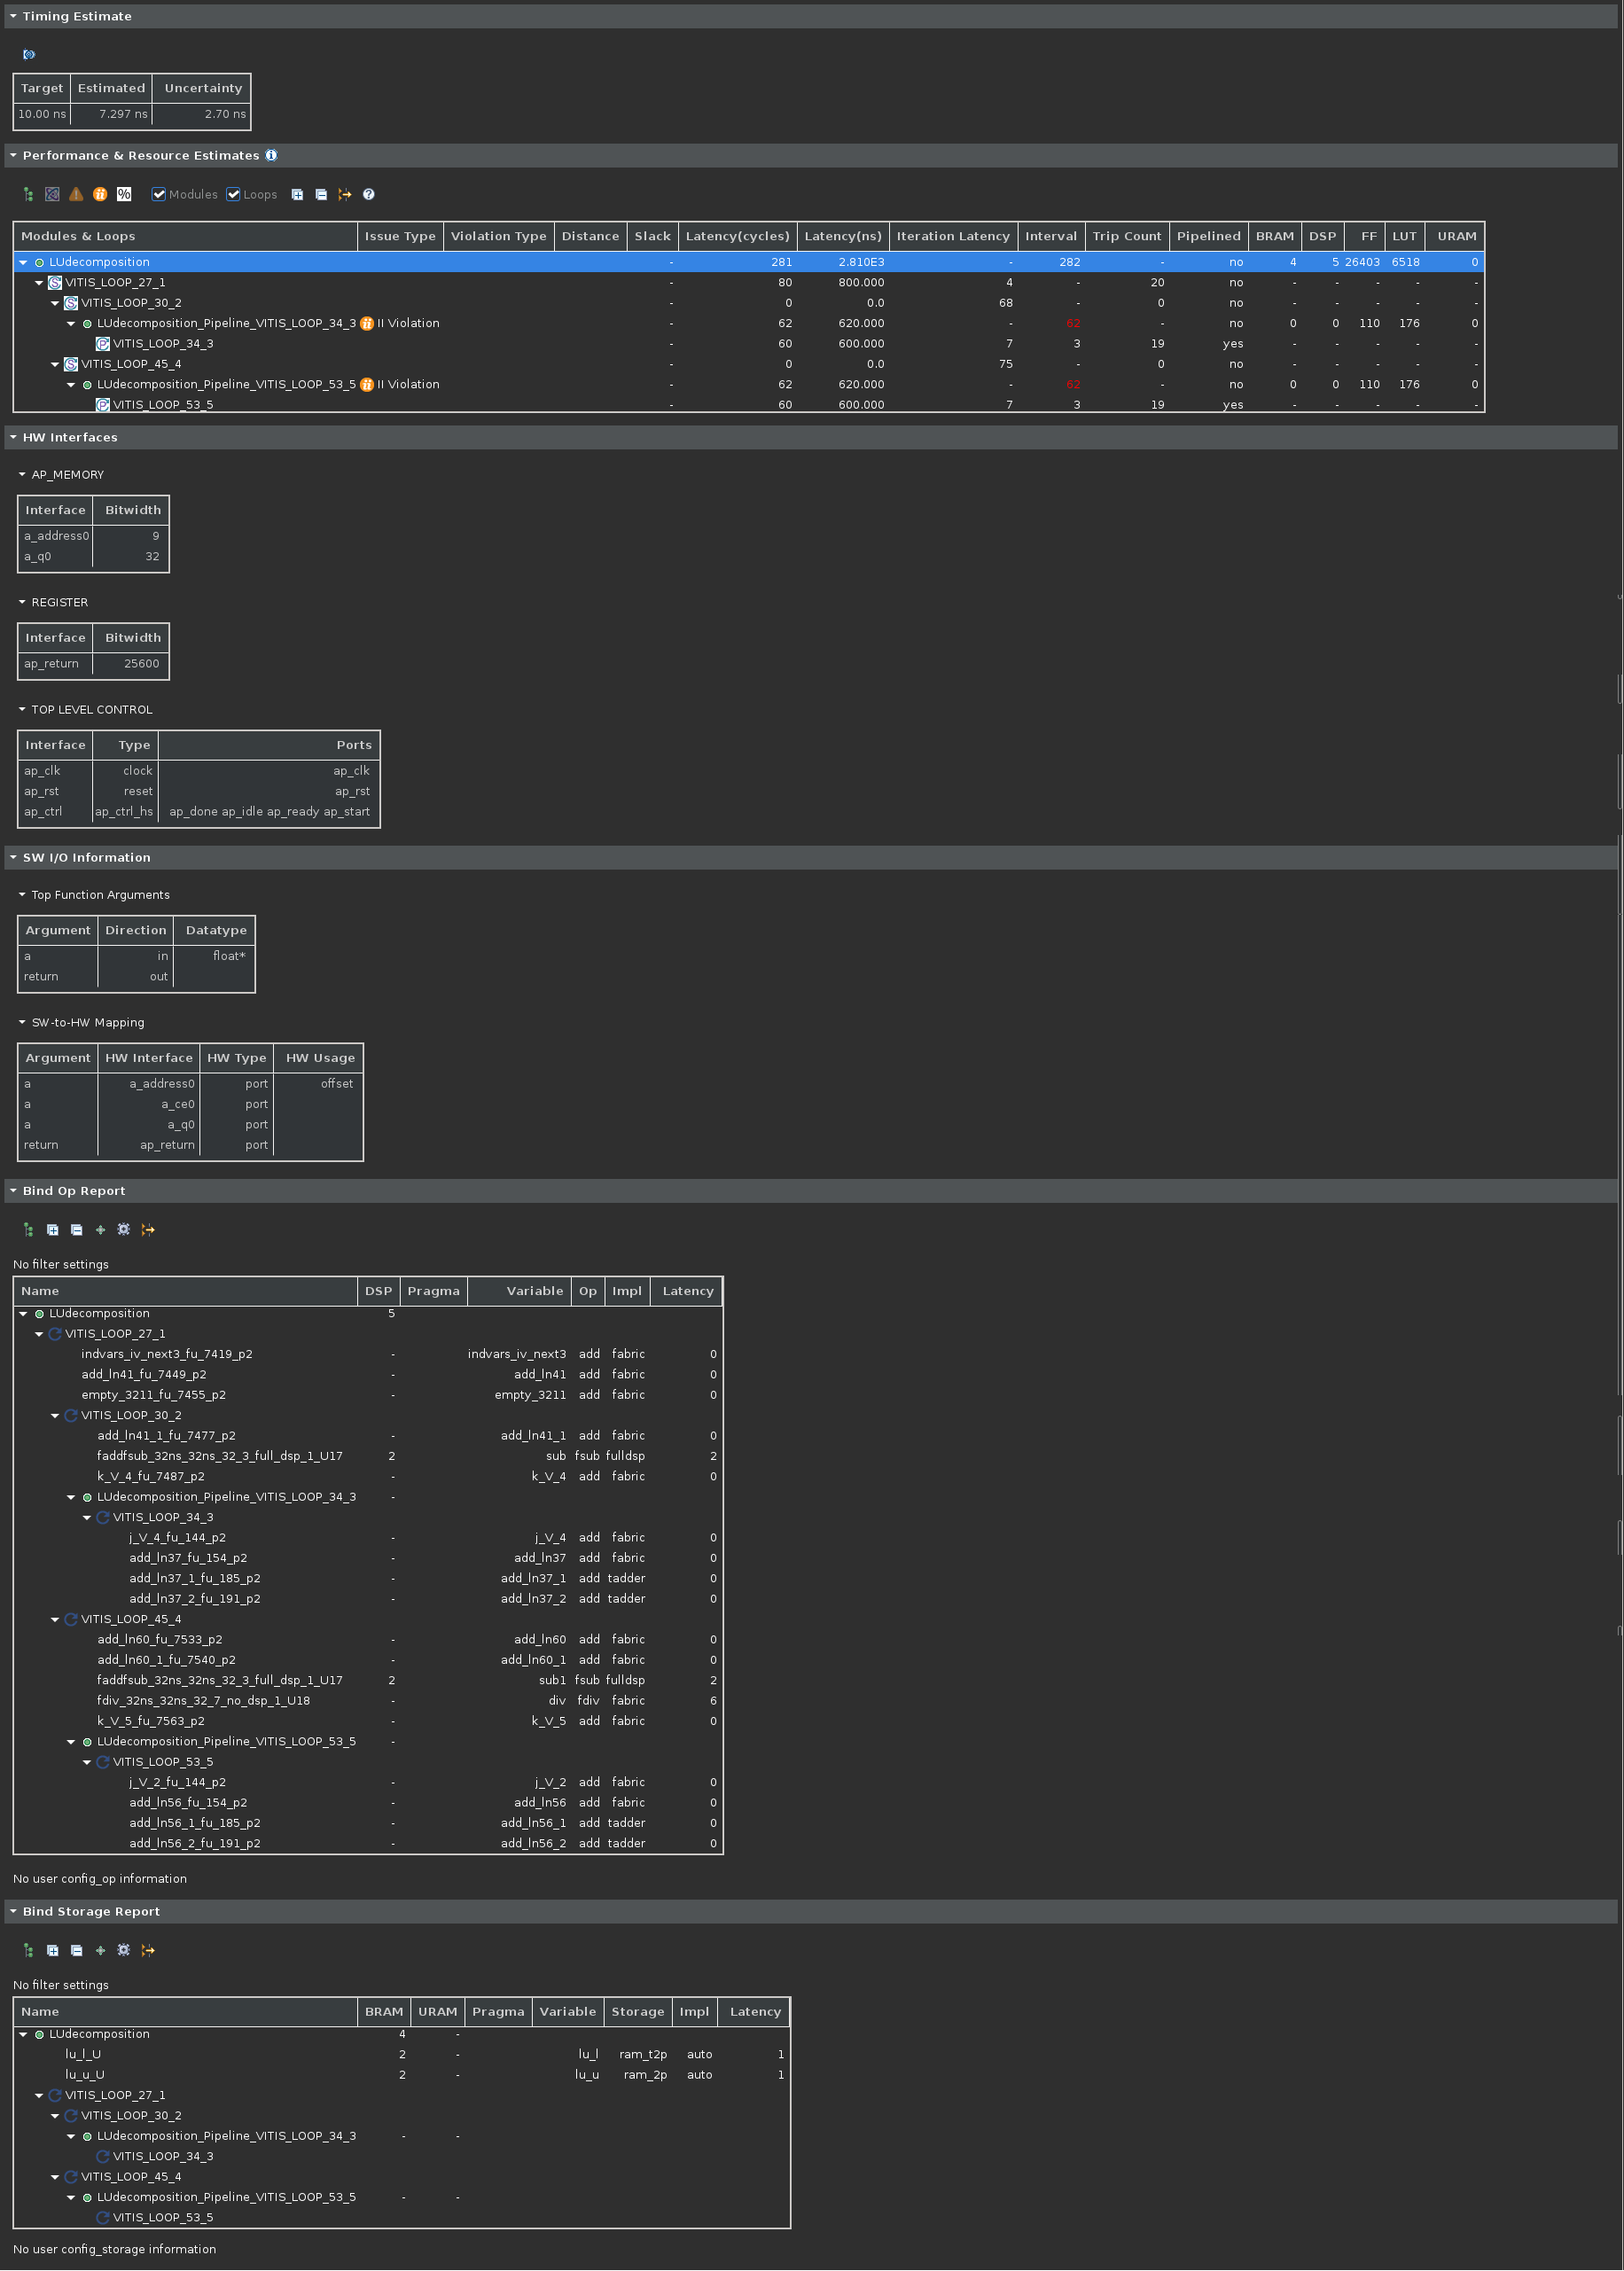 Timing Estimate
Target Estimated Uncertainty
10.00 ns 7.297 ns 2.70 ns
Performance & Resource Estimates
% Modules Loops
Modules & Loops Issue Type Violation Type Distance Slack Latency(cycles) Latency(ns) Iteration Latency Interval Trip Count Pipelined BRAM DSP FF LUT URAM
LUdecomposition - 281 2.810E3 - 282 - no 4 5 26403 6518 0
VITIS_LOOP_27_1 - 80 800.000 4 - 20 no - - - - -
VITIS_LOOP_30_2 - 0 0.0 68 - 0 no - - - - -
LUdecomposition_Pipeline_VITIS_LOOP_34_3 II Violation - 62 620.000 - 62 - no 0 0 110 176 0
VITIS_LOOP_34_3 - 60 600.000 7 3 19 yes - - - - -
VITIS_LOOP_45_4 - 0 0.0 75 - 0 no - - - - -
LUdecomposition_Pipeline_VITIS_LOOP_53_5 II Violation - 62 620.000 - 62 - no 0 0 110 176 0
VITIS_LOOP_53_5 - 60 600.000 7 3 19 yes - - - - -
HW Interfaces
AP_MEMORY
Interface Bitwidth
a_address0 9
a_q0 32
REGISTER
Interface Bitwidth
ap_return 25600
TOP LEVEL CONTROL
Interface Type Ports
ap_clk clock ap_clk
ap_rst reset ap_rst
ap_ctrl ap_ctrl_hs ap_done ap_idle ap_ready ap_start
SW I/O Information
Top Function Arguments
Argument Direction Datatype
a in float*
return out
SW-to-HW Mapping
Argument HW Interface HW Type HW Usage
a a_address0 port offset
a a_ce0 port
a a_q0 port
return ap_return port
Bind Op Report
No filter settings
Name DSP Pragma Variable Op Impl Latency
LUdecomposition 5
VITIS_LOOP_27_1
indvars_iv_next3_fu_7419_p2 - indvars_iv_next3 add fabric 0
add_ln41_fu_7449_p2 - add_ln41 add fabric 0
empty_3211_fu_7455_p2 - empty_3211 add fabric 0
VITIS_LOOP_30_2
add_ln41_1_fu_7477_p2 - add_ln41_1 add fabric 0
faddfsub_32ns_32ns_32_3_full_dsp_1_U17 2 sub fsub fulldsp 2
k_V_4_fu_7487_p2 - k_V_4 add fabric 0
LUdecomposition_Pipeline_VITIS_LOOP_34_3 -
VITIS_LOOP_34_3
j_V_4_fu_144_p2 - j_V_4 add fabric 0
add_ln37_fu_154_p2 - add_ln37 add fabric 0
add_ln37_1_fu_185_p2 - add_ln37_1 add tadder 0
add_ln37_2_fu_191_p2 - add_ln37_2 add tadder 0
VITIS_LOOP_45_4
add_ln60_fu_7533_p2 - add_ln60 add fabric 0
add_ln60_1_fu_7540_p2 - add_ln60_1 add fabric 0
faddfsub_32ns_32ns_32_3_full_dsp_1_U17 2 sub1 fsub fulldsp 2
fdiv_32ns_32ns_32_7_no_dsp_1_U18 - div fdiv fabric 6
k_V_5_fu_7563_p2 - k_V_5 add fabric 0
LUdecomposition_Pipeline_VITIS_LOOP_53_5 -
VITIS_LOOP_53_5
j_V_2_fu_144_p2 - j_V_2 add fabric 0
add_ln56_fu_154_p2 - add_ln56 add fabric 0
add_ln56_1_fu_185_p2 - add_ln56_1 add tadder 0
add_ln56_2_fu_191_p2 - add_ln56_2 add tadder 0
No user config_op information
Bind Storage Report
No filter settings
Name BRAM URAM Pragma Variable Storage Impl Latency
LUdecomposition 4 -
lu_l_U 2 - lu_l ram_t2p auto 1
lu_u_U 2 - lu_u ram_2p auto 1
VITIS_LOOP_27_1
VITIS_LOOP_30_2
LUdecomposition_Pipeline_VITIS_LOOP_34_3 - -
VITIS_LOOP_34_3
VITIS_LOOP_45_4
LUdecomposition_Pipeline_VITIS_LOOP_53_5 - -
VITIS_LOOP_53_5
No user config_storage information